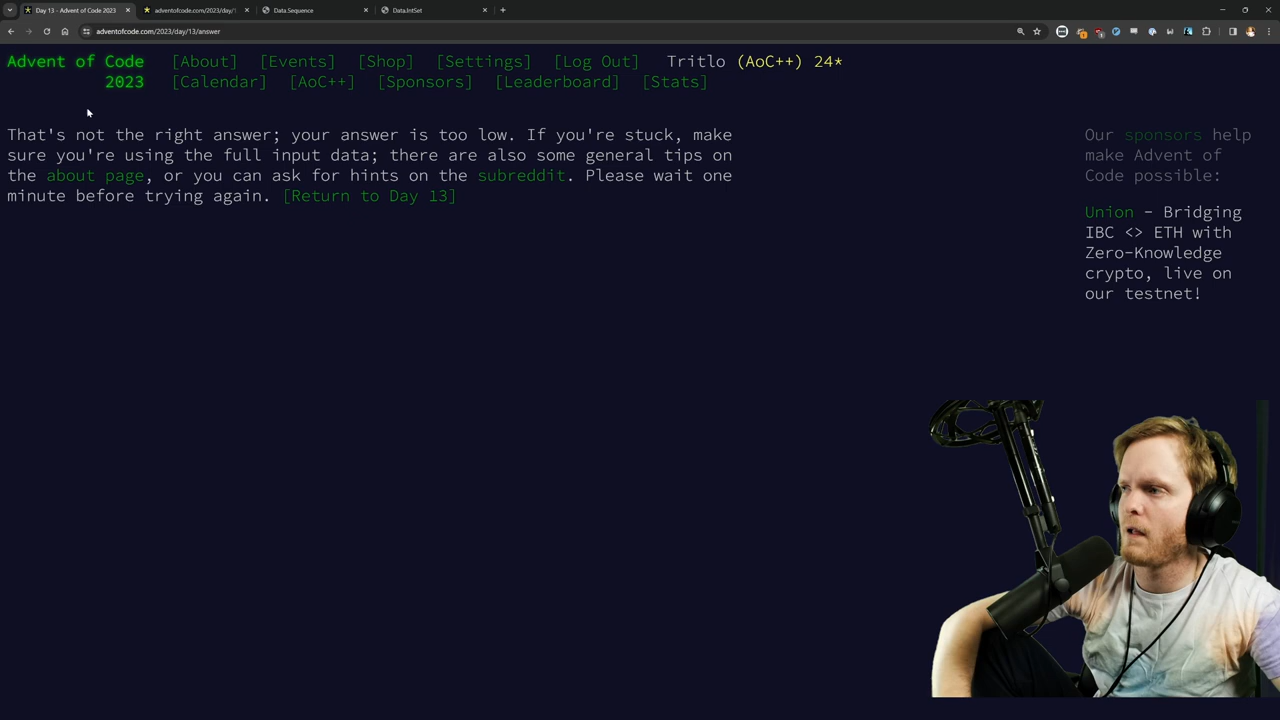 Day 13 - Advent of Code 2023
adventofcode.com/2023/day/1
Data.Sequence
Data.IntSet
adventofcode.com/2023/day/13/answer
Advent of Code [About] [Events] [Shop] [Settings] [Log Out] Tritlo (AoC++) 24*
2023 [Calendar] [AoC++] [Sponsors] [Leaderboard] [Stats]
That's not the right answer; your answer is too low. If you're stuck, make
sure you're using the full input data; there are also some general tips on
the about page, or you can ask for hints on the subreddit. Please wait one
minute before trying again. [Return to Day 13]
Our sponsors help
make Advent of
Code possible:
Union - Bridging
IBC <> ETH with
Zero-Knowledge
crypto, live on
our testnet!